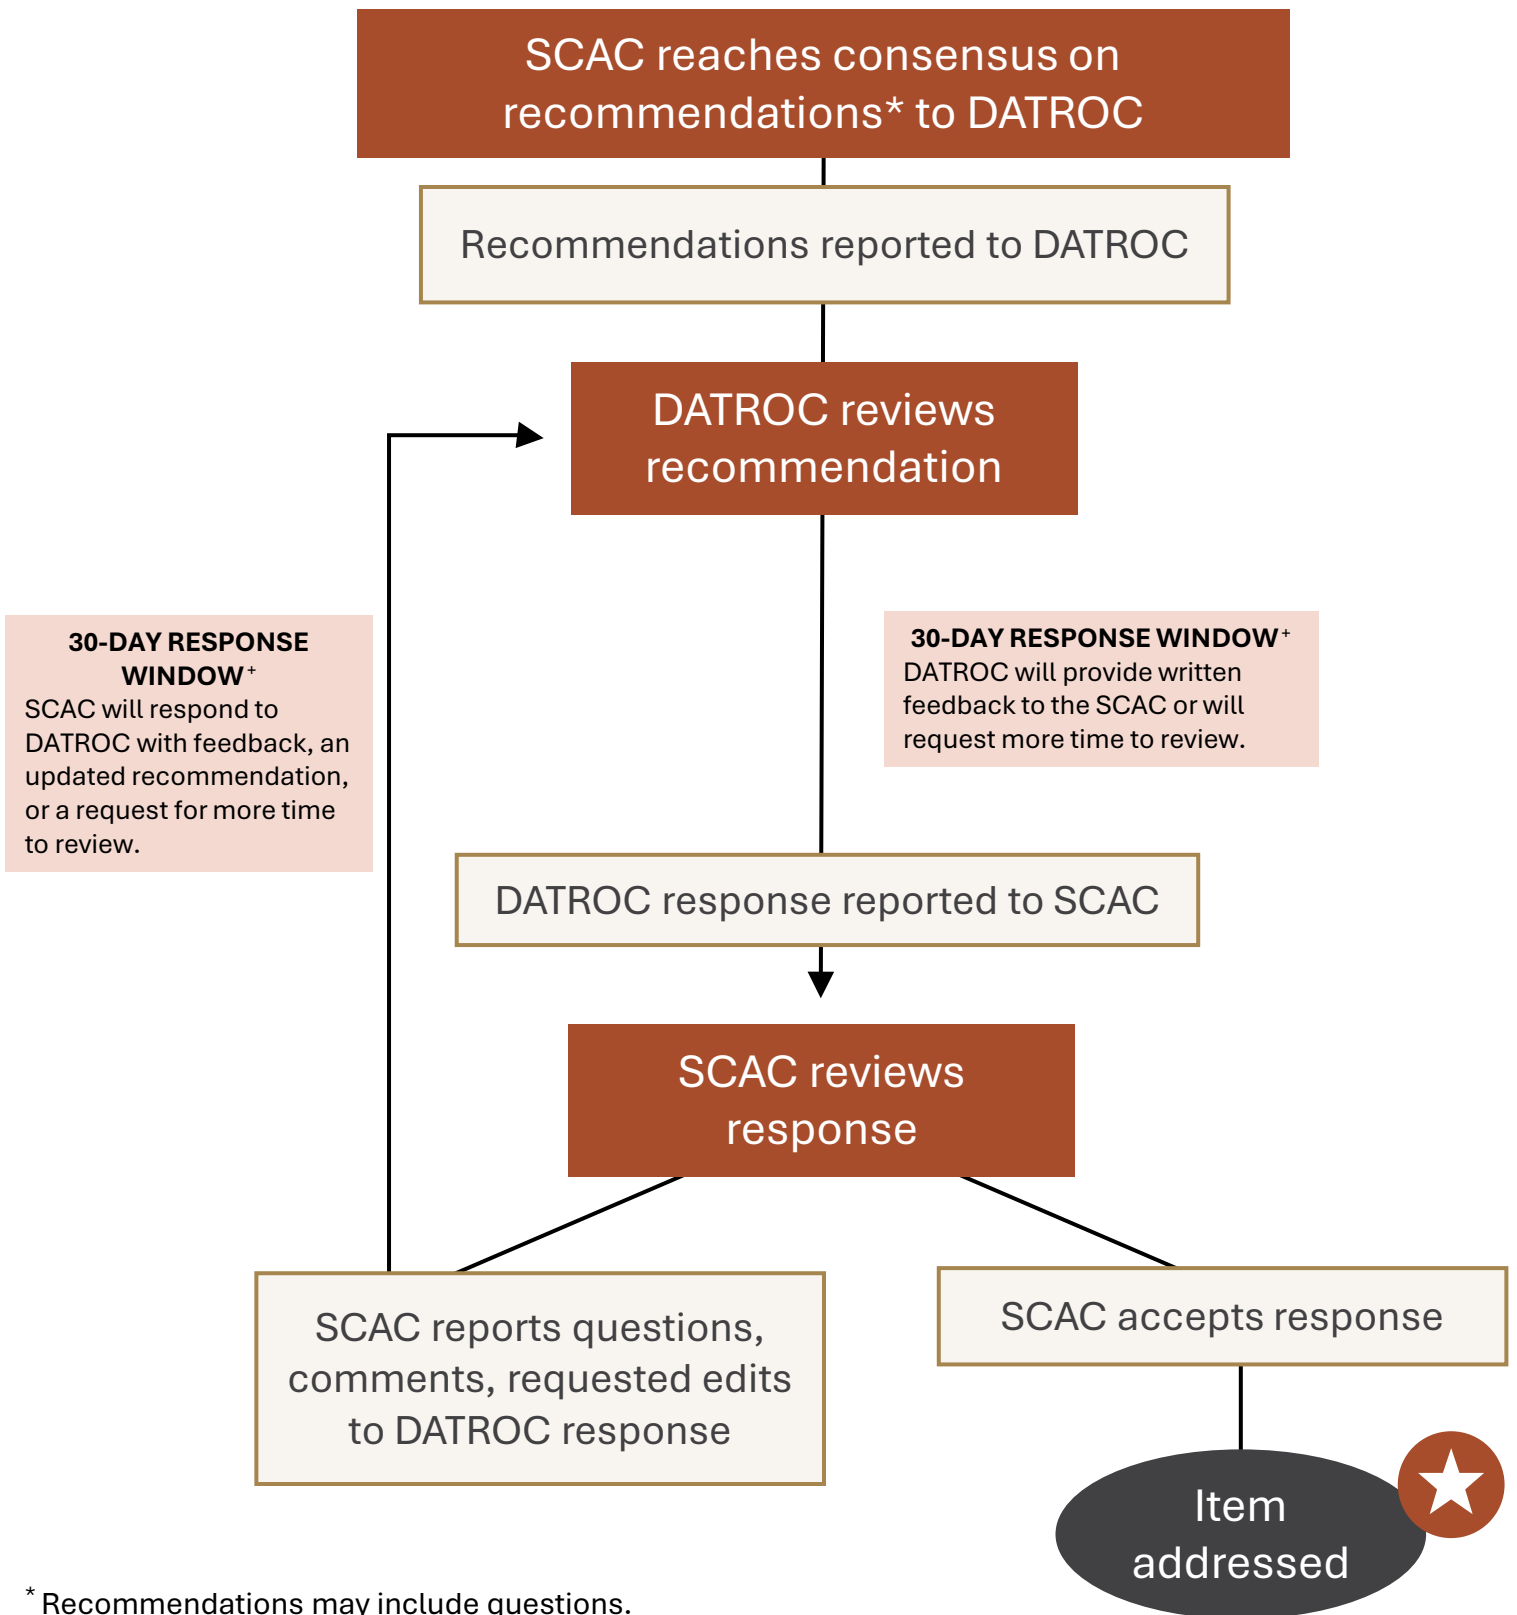 SCAC reaches consensus on
recommendations* to DATROC
Recommendations reported to DATROC
DATROC reviews
recommendation
30-DAY RESPONSE
WINDOW+
SCAC will respond to
DATROC with feedback, an
updated recommendation,
or a request for more time
to review.
30-DAY RESPONSE WINDOW+
DATROC will provide written
feedback to the SCAC or will
request more time to review.
DATROC response reported to SCAC
SCAC reviews
response
SCAC reports questions,
comments, requested edits
to DATROC response
SCAC accepts response
Item
addressed
* Recommendations may include questions.